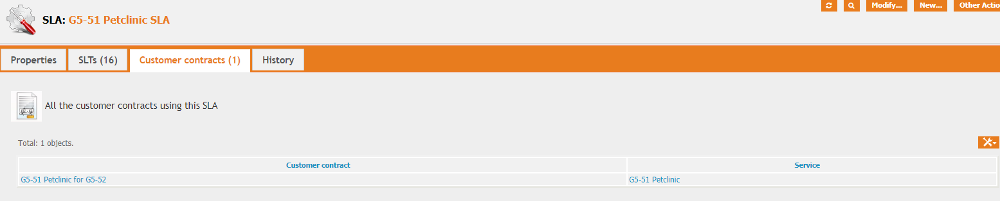 SLA: G5-51 Petclinic SLA
Modify... New... Other Actio
Properties SLTs (16) Customer contracts (1) History
All the customer contracts using this SLA
Total: 1 objects.
Customer contract Service
G5-51 Petclinic for G5-52 G5-51 Petclinic